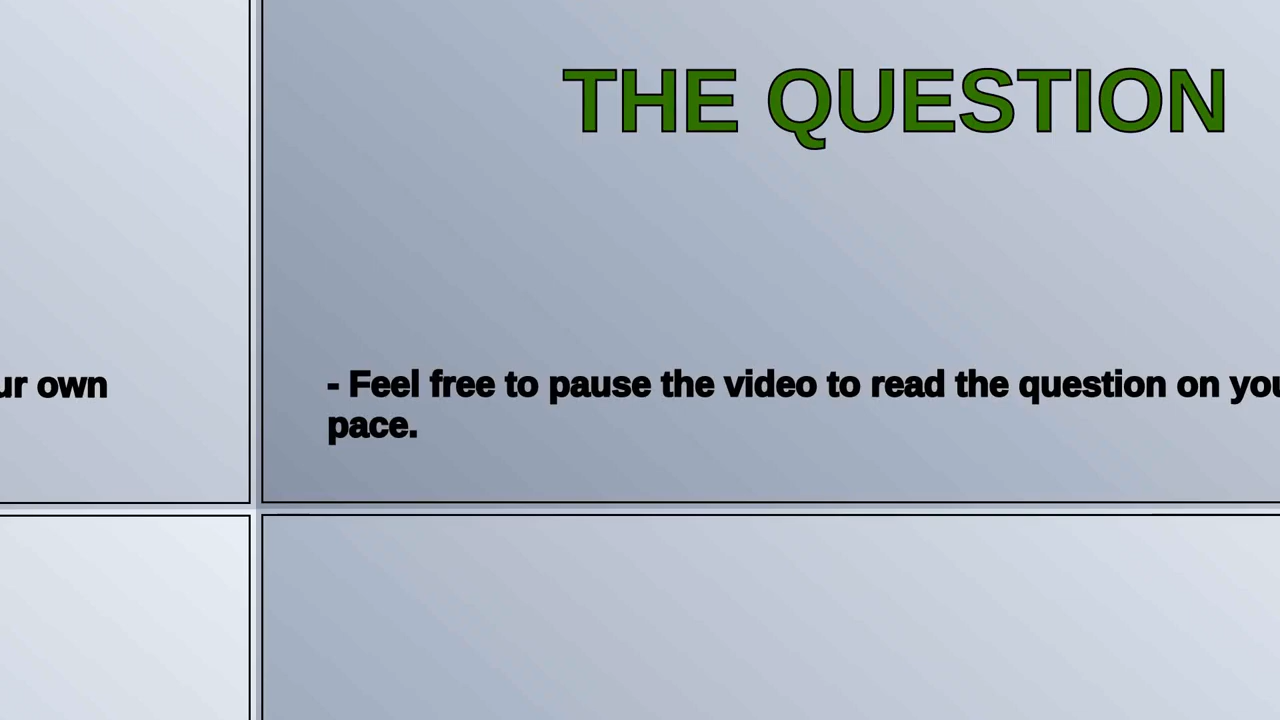 THE QUESTION
ur own
- Feel free to pause the video to read the question on you
pace.